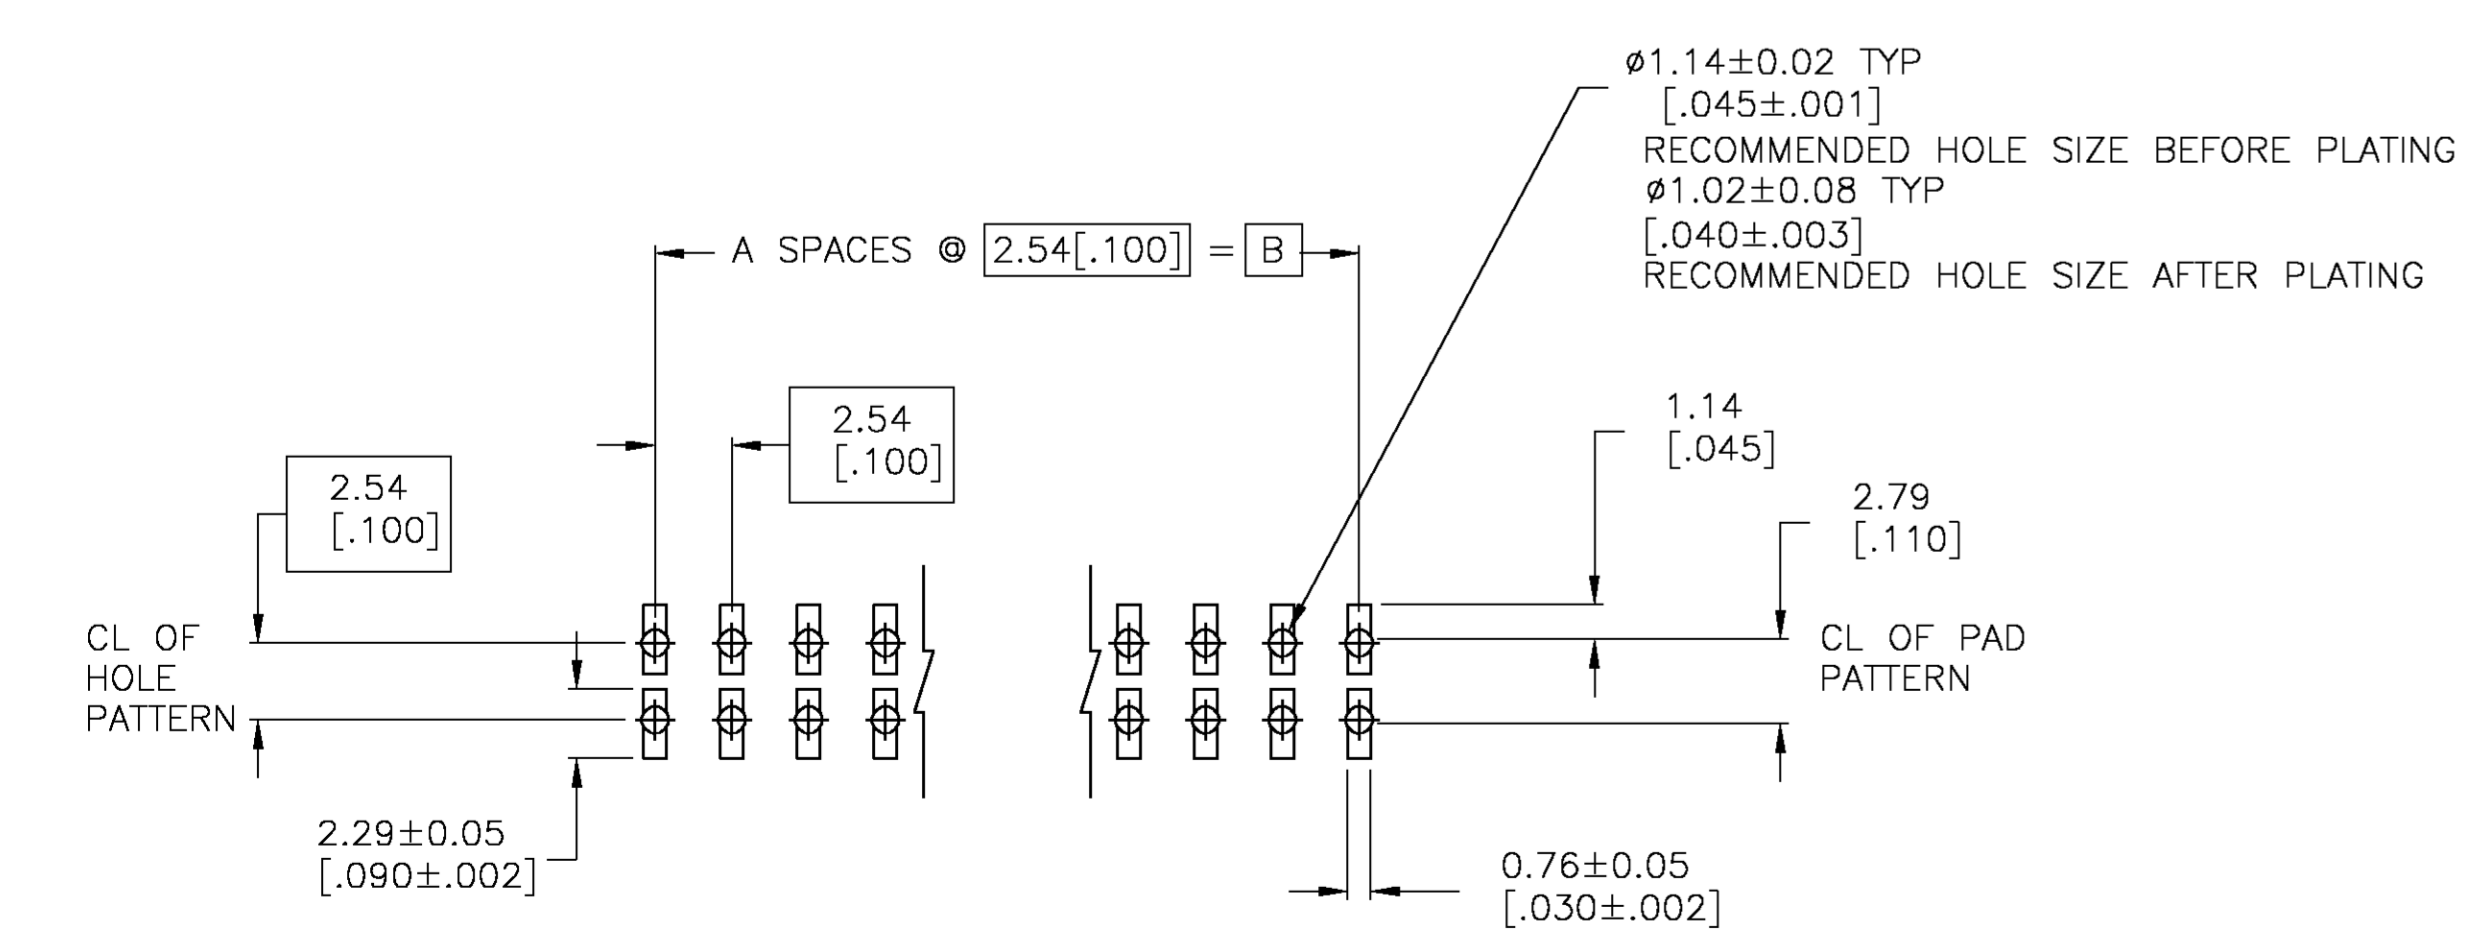 ø1.14±0.02 TYP
[.045±.001]
RECOMMENDED HOLE SIZE BEFORE PLATING
ø1.02±0.08 TYP
[.040±.003]
RECOMMENDED HOLE SIZE AFTER PLATING
A SPACES @ 2.54[.100] = B
2.54
[.100]
2.54
[.100]
1.14
[.045]
2.79
[.110]
CL OF
HOLE
PATTERN
CL OF PAD
PATTERN
2.29±0.05
[.090±.002]
0.76±0.05
[.030±.002]